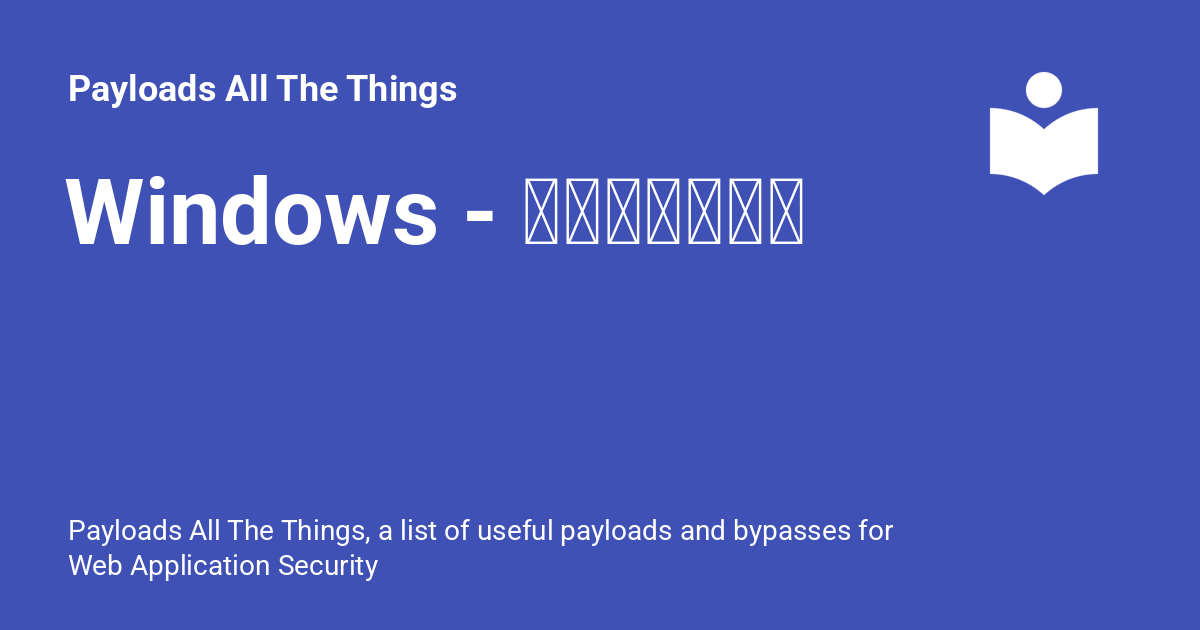 Payloads All The Things
Windows -
Payloads All The Things, a list of useful payloads and bypasses for
Web Application Security